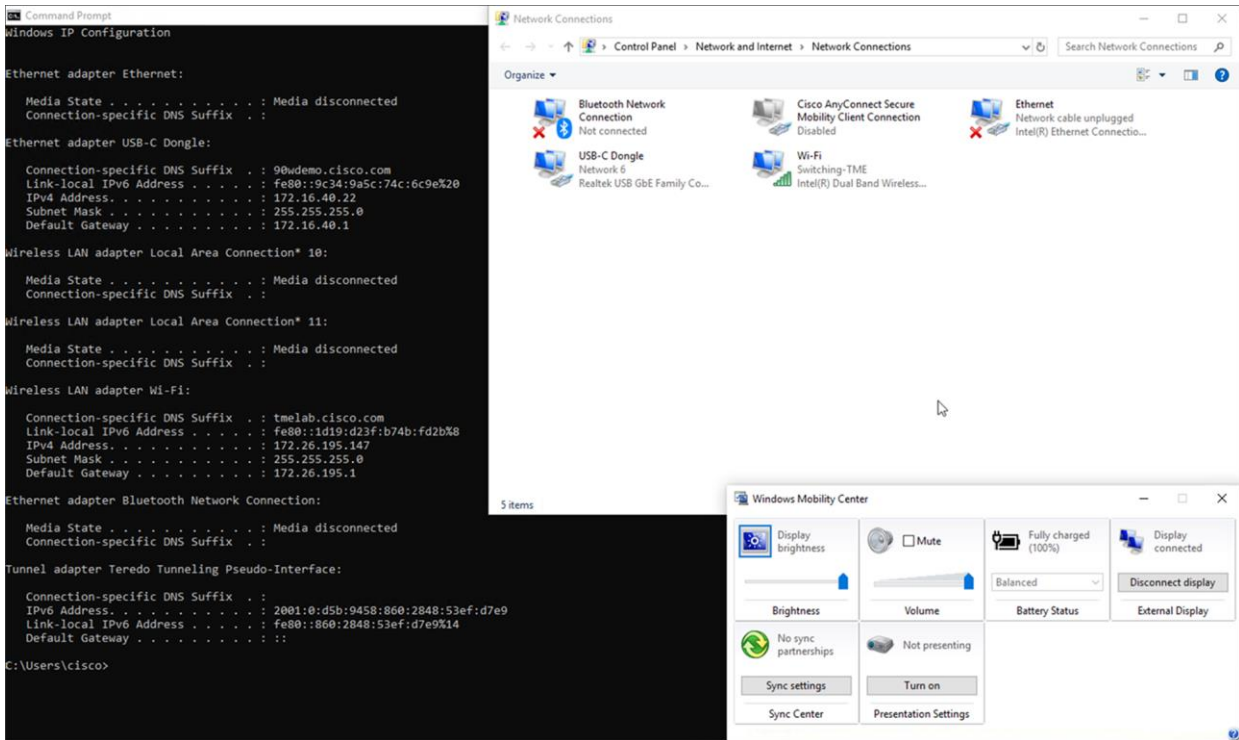 Command Prompt
Windows IP Configuration
Ethernet adapter Ethernet:
Media State . . . . . . . . . . . : Media disconnected
Connection-specific DNS Suffix . :
Ethernet adapter USB-C Dongle:
Connection-specific DNS Suffix . : 90wdemo.cisco.com
Link-local IPv6 Address . . . . . : fe80::9c34:9a5c:74c:6c9e%20
IPv4 Address. . . . . . . . . . . : 172.16.40.22
Subnet Mask . . . . . . . . . . . : 255.255.255.0
Default Gateway . . . . . . . . . : 172.16.40.1
Wireless LAN adapter Local Area Connection* 10:
Media State . . . . . . . . . . . : Media disconnected
Connection-specific DNS Suffix . :
Wireless LAN adapter Local Area Connection* 11:
Media State . . . . . . . . . . . : Media disconnected
Connection-specific DNS Suffix . :
Wireless LAN adapter Wi-Fi:
Connection-specific DNS Suffix . : tmelab.cisco.com
Link-local IPv6 Address . . . . . : fe80::1d19:d23f:b74b:fd2b%8
IPv4 Address. . . . . . . . . . . : 172.26.195.147
Subnet Mask . . . . . . . . . . . : 255.255.255.0
Default Gateway . . . . . . . . . : 172.26.195.1
Ethernet adapter Bluetooth Network Connection:
Media State . . . . . . . . . . . : Media disconnected
Connection-specific DNS Suffix . :
Tunnel adapter Teredo Tunneling Pseudo-Interface:
Connection-specific DNS Suffix . :
IPv6 Address. . . . . . . . . . . : 2001:0:d5b:9458:860:2848:53ef:d7e9
Link-local IPv6 Address . . . . . : fe80::860:2848:53ef:d7e9%14
Default Gateway . . . . . . . . . : ::
C:\Users\cisco>
Network Connections
Control Panel > Network and Internet > Network Connections
Search Network Connections
Organize
Bluetooth Network
Connection
Not connected
Cisco AnyConnect Secure
Mobility Client Connection
Disabled
Ethernet
Network cable unplugged
Intel(R) Ethernet Connectio...
USB-C Dongle
Network 6
Realtek USB GbE Family Co...
Wi-Fi
Switching-TME
Intel(R) Dual Band Wireless...
5 items
Windows Mobility Center
Display
brightness
Brightness
Mute
Volume
Fully charged
(100%)
Balanced
Battery Status
Display
connected
Disconnect display
External Display
No sync
partnerships
Sync settings
Sync Center
Not presenting
Turn on
Presentation Settings